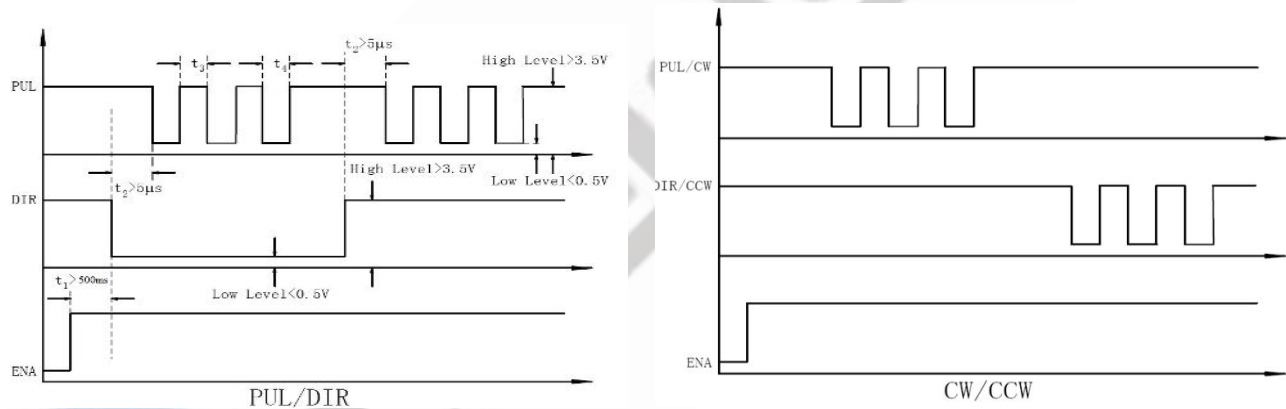 t₂>5μs
t₃
t₄
High Level>3.5V
PUL
High Level>3.5V
Low Level<0.5V
t₂>5μs
DIR
t₁>500ms
Low Level<0.5V
ENA
PUL/DIR
PUL/CW
DIR/CCW
ENA
CW/CCW